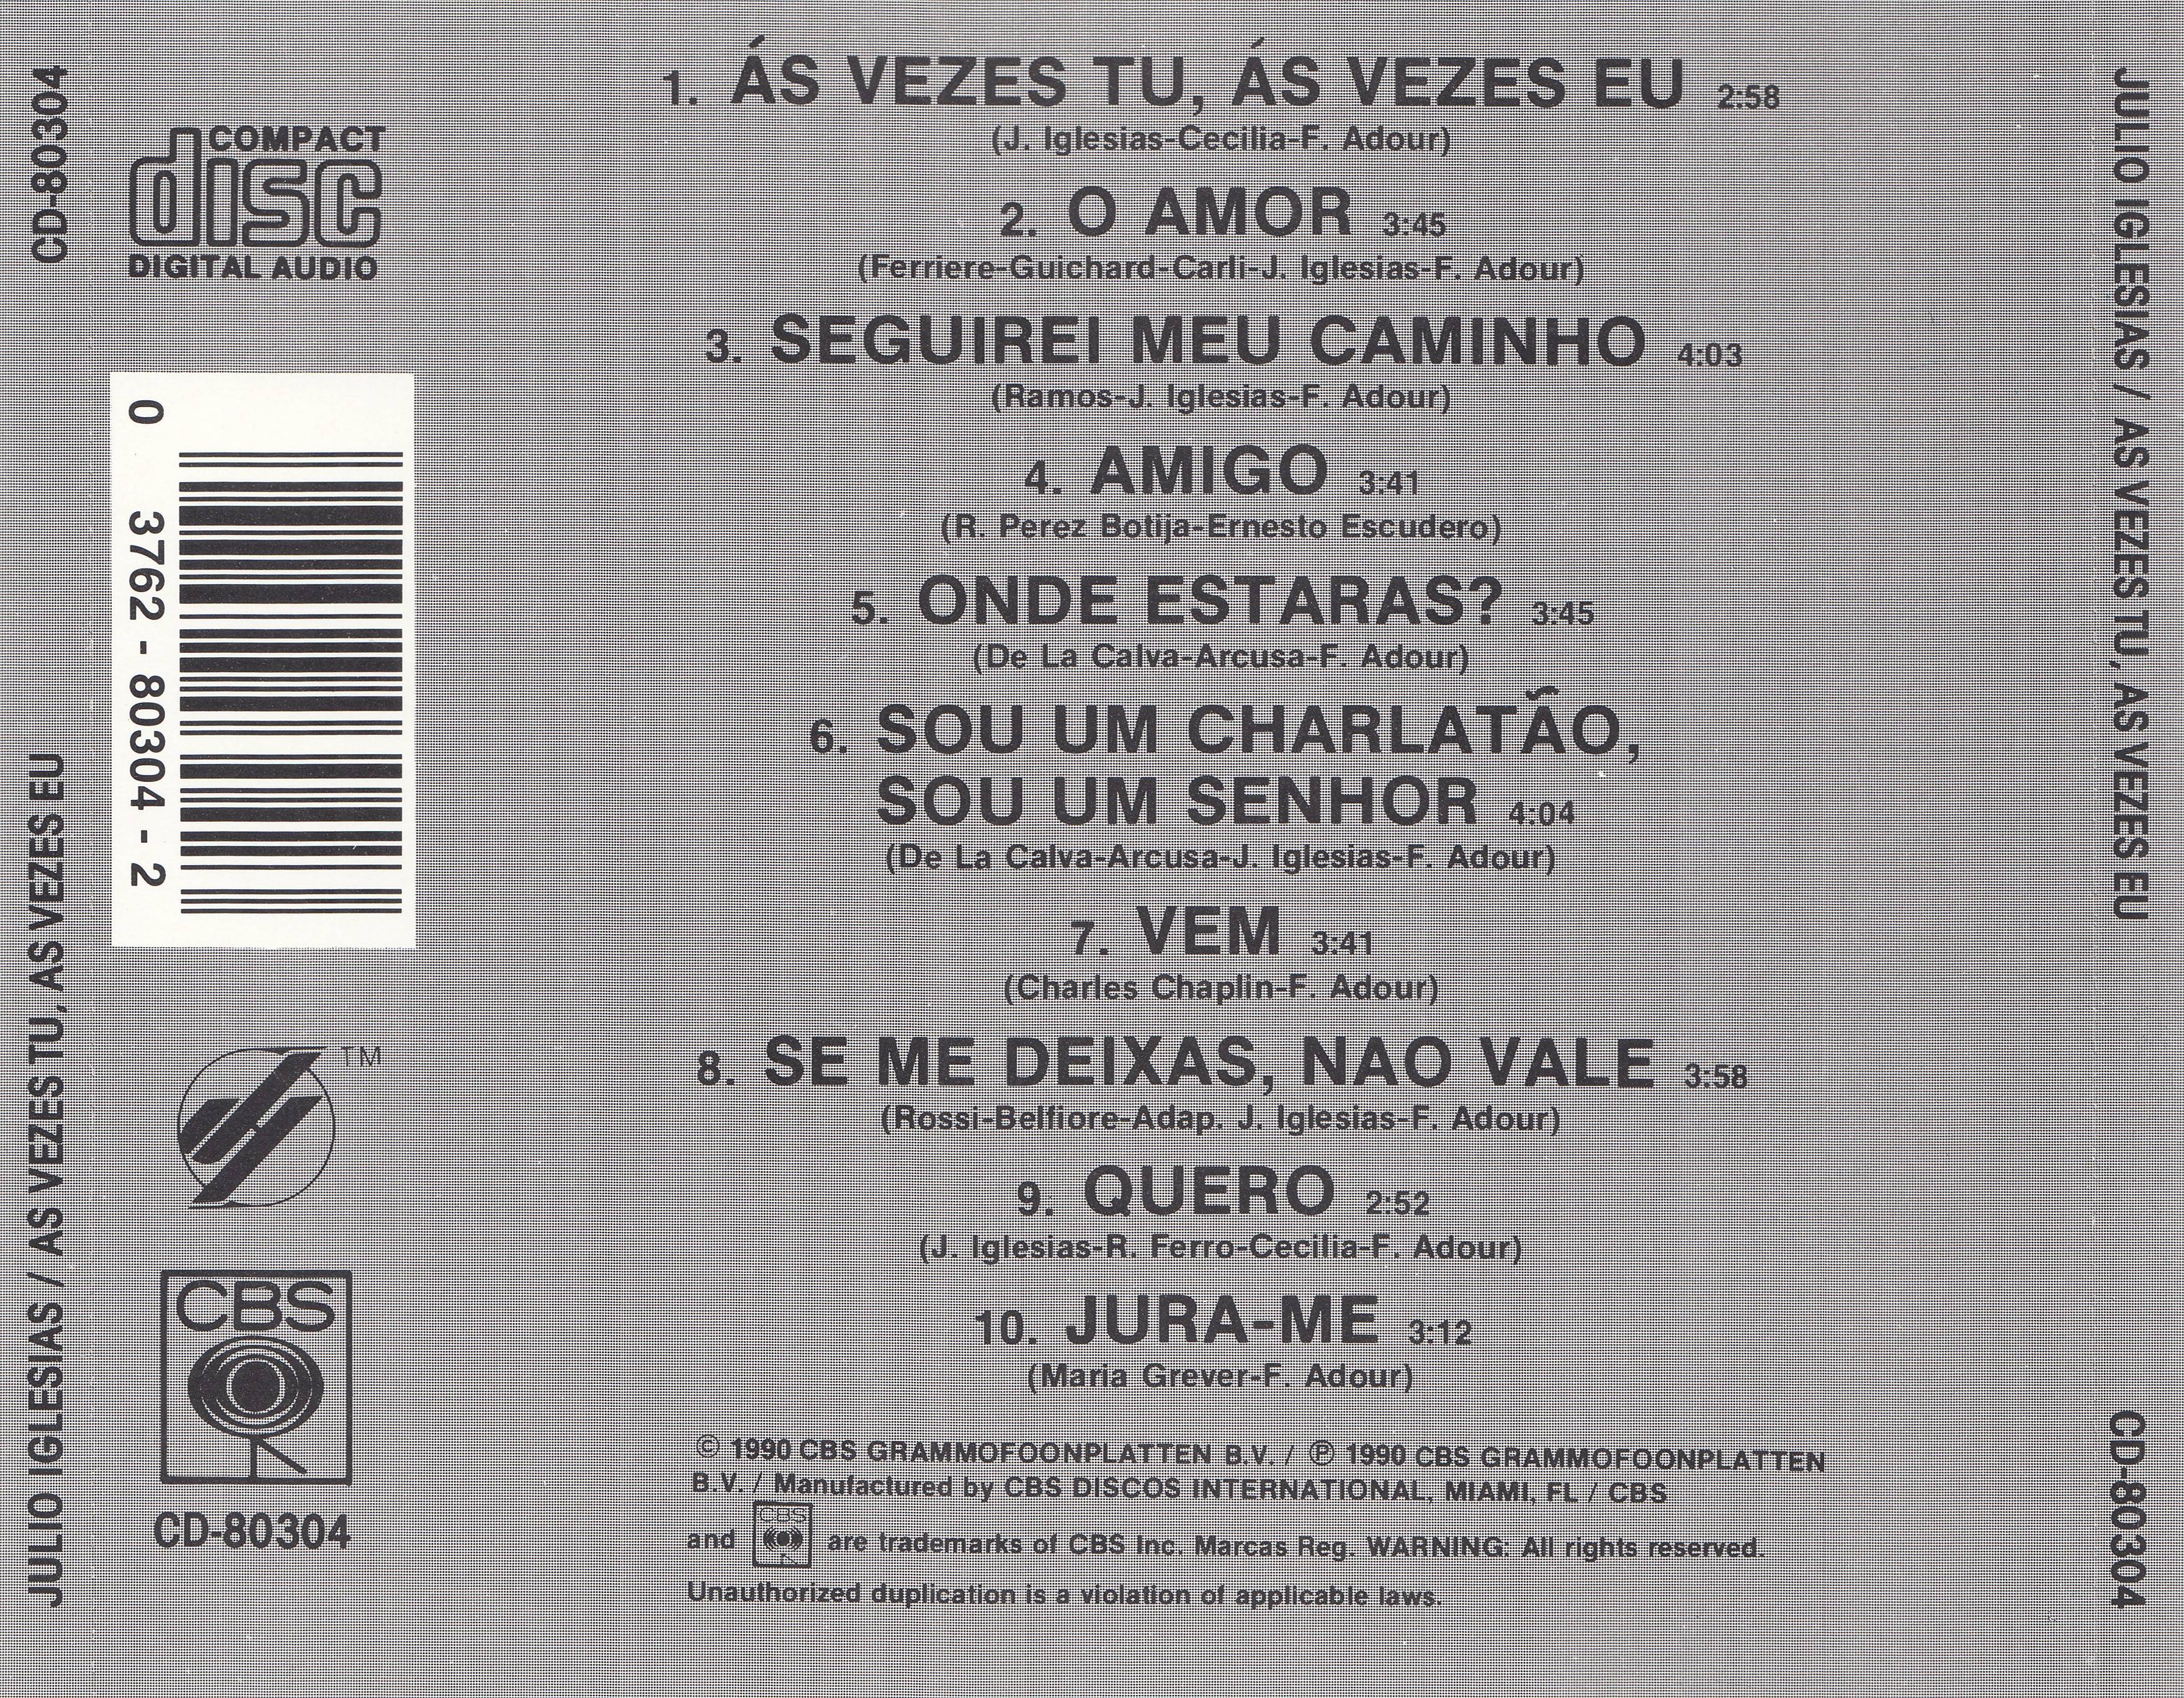 CD-80304
JULIO IGLESIAS / AS VEZES TU, AS VEZES EU
COMPACT
disc
DIGITAL AUDIO
0 3762 - 80304 - 2
TM
CBS
CD-80304
1. ÁS VEZES TU, ÁS VEZES EU 2:58
(J. Iglesias-Cecilia-F. Adour)
2. O AMOR 3:45
(Ferriere-Guichard-Carli-J. Iglesias-F. Adour)
3. SEGUIREI MEU CAMINHO 4:03
(Ramos-J. Iglesias-F. Adour)
4. AMIGO 3:41
(R. Perez Botija-Ernesto Escudero)
5. ONDE ESTARAS? 3:45
(De La Calva-Arcusa-F. Adour)
6. SOU UM CHARLATÃO,
SOU UM SENHOR 4:04
(De La Calva-Arcusa-J. Iglesias-F. Adour)
7. VEM 3:41
(Charles Chaplin-F. Adour)
8. SE ME DEIXAS, NAO VALE 3:58
(Rossi-Belfiore-Adap. J. Iglesias-F. Adour)
9. QUERO 2:52
(J. Iglesias-R. Ferro-Cecilia-F. Adour)
10. JURA-ME 3:12
(Maria Grever-F. Adour)
© 1990 CBS GRAMMOFOONPLATTEN B.V. / ℗ 1990 CBS GRAMMOFOONPLATTEN
B.V. / Manufactured by CBS DISCOS INTERNATIONAL, MIAMI, FL / CBS
and CBS are trademarks of CBS Inc. Marcas Reg. WARNING: All rights reserved.
Unauthorized duplication is a violation of applicable laws.
JULIO IGLESIAS / AS VEZES TU, AS VEZES EU
CD-80304